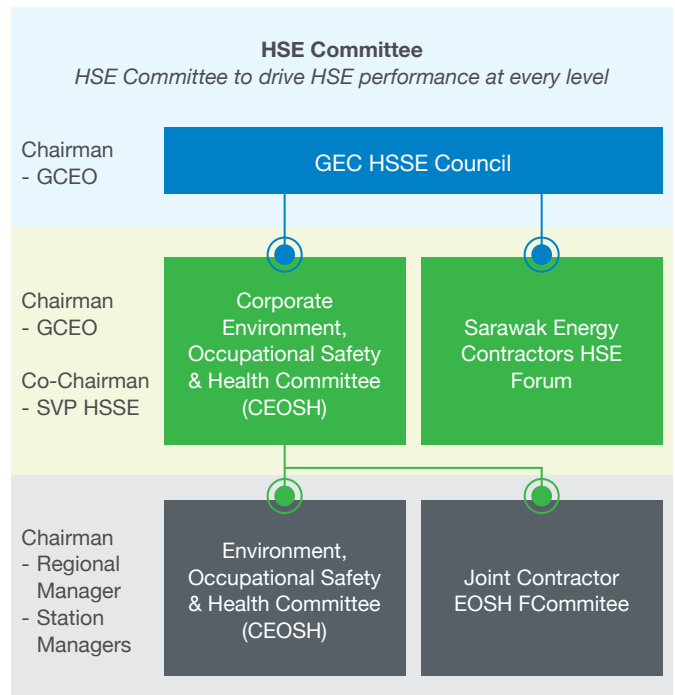 HSE Committee
HSE Committee to drive HSE performance at every level
Chairman
- GCEO
GEC HSSE Council
Chairman
- GCEO
Co-Chairman
- SVP HSSE
Corporate
Environment,
Occupational Safety
& Health Committee
(CEOSH)
Sarawak Energy
Contractors HSE
Forum
Chairman
- Regional
Manager
- Station
Managers
Environment,
Occupational Safety
& Health Committee
(CEOSH)
Joint Contractor
EOSH FCommitee